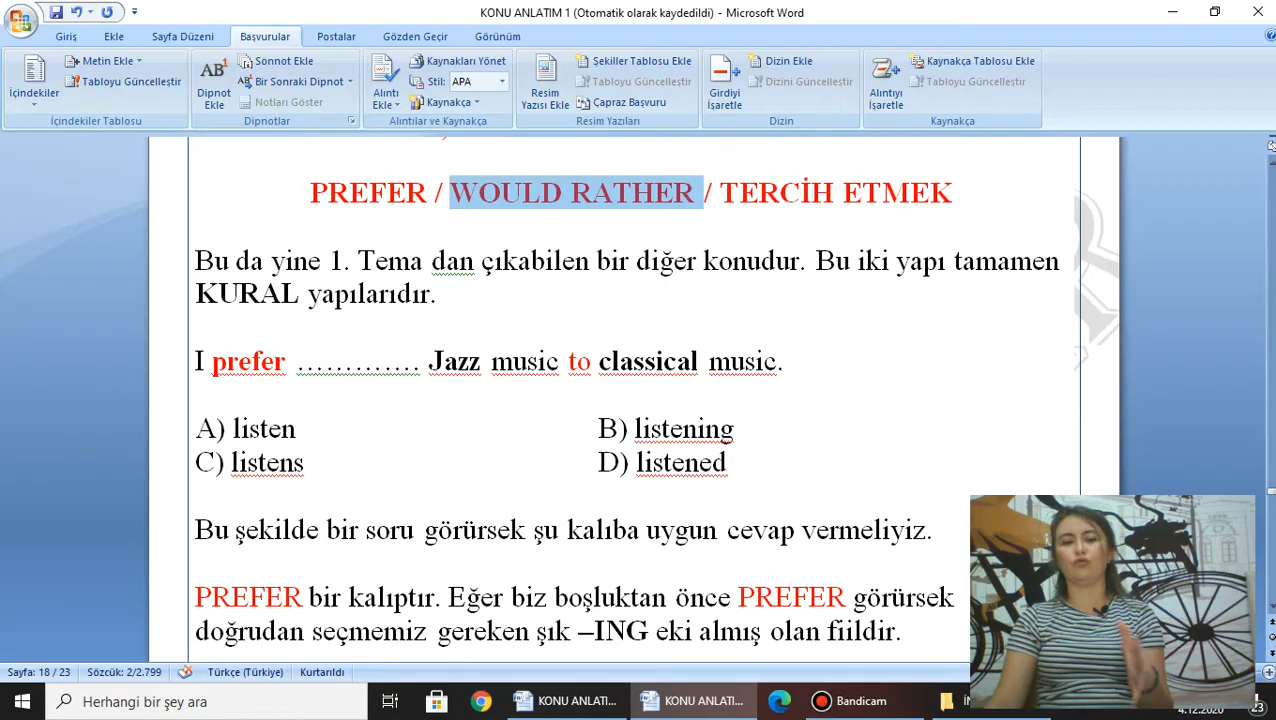 KONU ANLATIM 1 (Otomatik olarak kaydedildi) - Microsoft Word
Giriş Ekle Sayfa Düzeni Başvurular Postalar Gözden Geçir Görünüm
İçindekiler
Metin Ekle
Tabloyu Güncelleştir
İçindekiler Tablosu
AB¹
Dipnot Ekle
Sonnot Ekle
Bir Sonraki Dipnot
Notları Göster
Dipnotlar
Alıntı Ekle
Kaynakları Yönet
Stil: APA
Kaynakça
Alıntılar ve Kaynakça
Resim Yazısı Ekle
Şekiller Tablosu Ekle
Tabloyu Güncelleştir
Çapraz Başvuru
Resim Yazıları
Girdiyi İşaretle
Dizin Ekle
Dizini Güncelleştir
Dizin
Alıntıyı İşaretle
Kaynakça Tablosu Ekle
Tabloyu Güncelleştir
Kaynakça
PREFER / WOULD RATHER / TERCİH ETMEK
Bu da yine 1. Tema dan çıkabilen bir diğer konudur. Bu iki yapı tamamen
KURAL yapılarıdır.
I prefer …………. Jazz music to classical music.
A) listen B) listening
C) listens D) listened
Bu şekilde bir soru görürsek şu kalıba uygun cevap vermeliyiz.
PREFER bir kalıptır. Eğer biz boşluktan önce PREFER görürsek
doğrudan seçmemiz gereken şık –ING eki almış olan fiildir.
Sayfa: 18 / 23 Sözcük: 2/2.799 Türkçe (Türkiye) Kurtarıldı
Herhangi bir şey ara KONU ANLATI... KONU ANLATI... Bandicam
4.12.2020